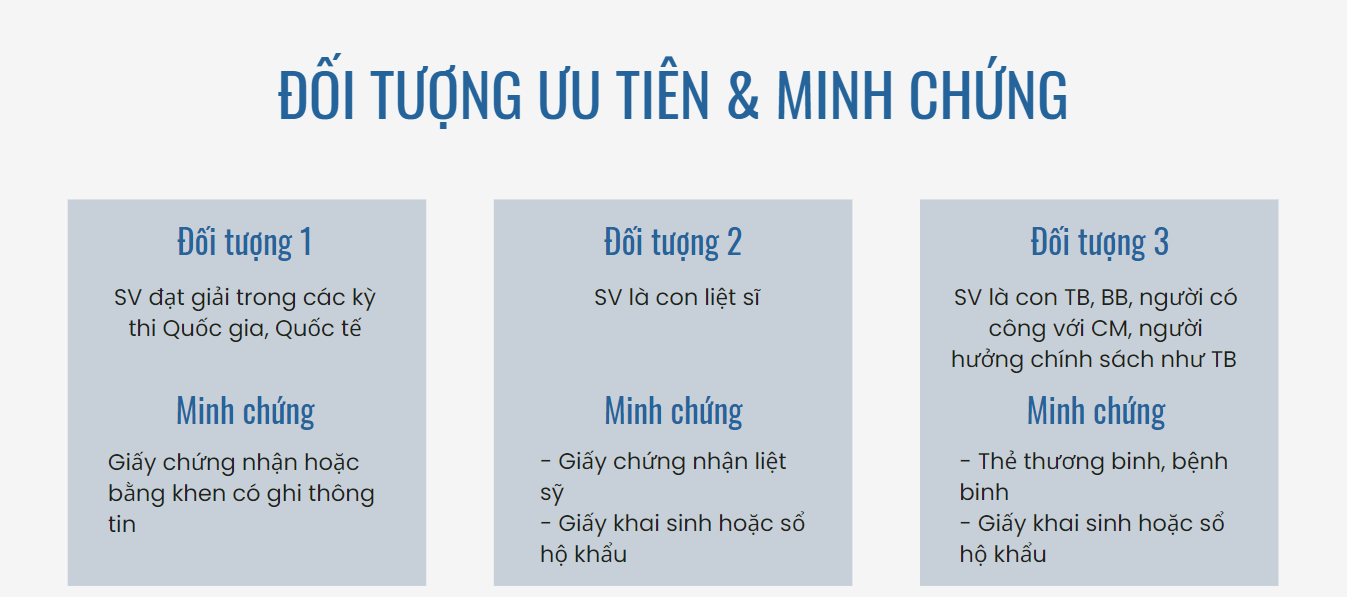 ĐỐI TƯỢNG ƯU TIÊN & MINH CHỨNG
Đối tượng 1
SV đạt giải trong các kỳ
thi Quốc gia, Quốc tế
Minh chứng
Giấy chứng nhận hoặc
bằng khen có ghi thông
tin
Đối tượng 2
SV là con liệt sĩ
Minh chứng
- Giấy chứng nhận liệt
sỹ
- Giấy khai sinh hoặc sổ
hộ khẩu
Đối tượng 3
SV là con TB, BB, người có
công với CM, người
hưởng chính sách như TB
Minh chứng
- Thẻ thương binh, bệnh
binh
- Giấy khai sinh hoặc sổ
hộ khẩu